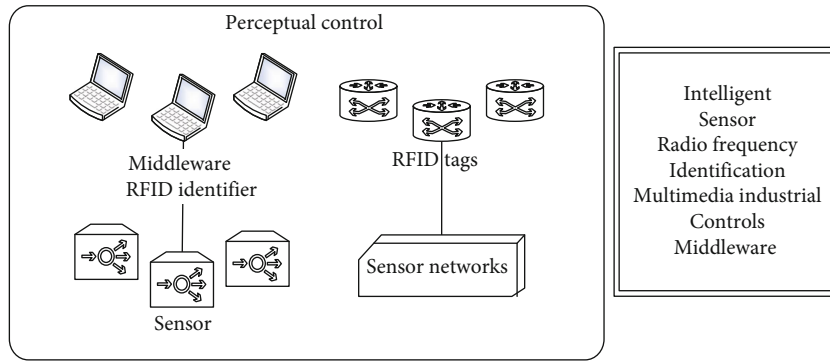 Perceptual control
Middleware
RFID identifier
RFID tags
Sensor
Sensor networks
Intelligent
Sensor
Radio frequency
Identification
Multimedia industrial
Controls
Middleware